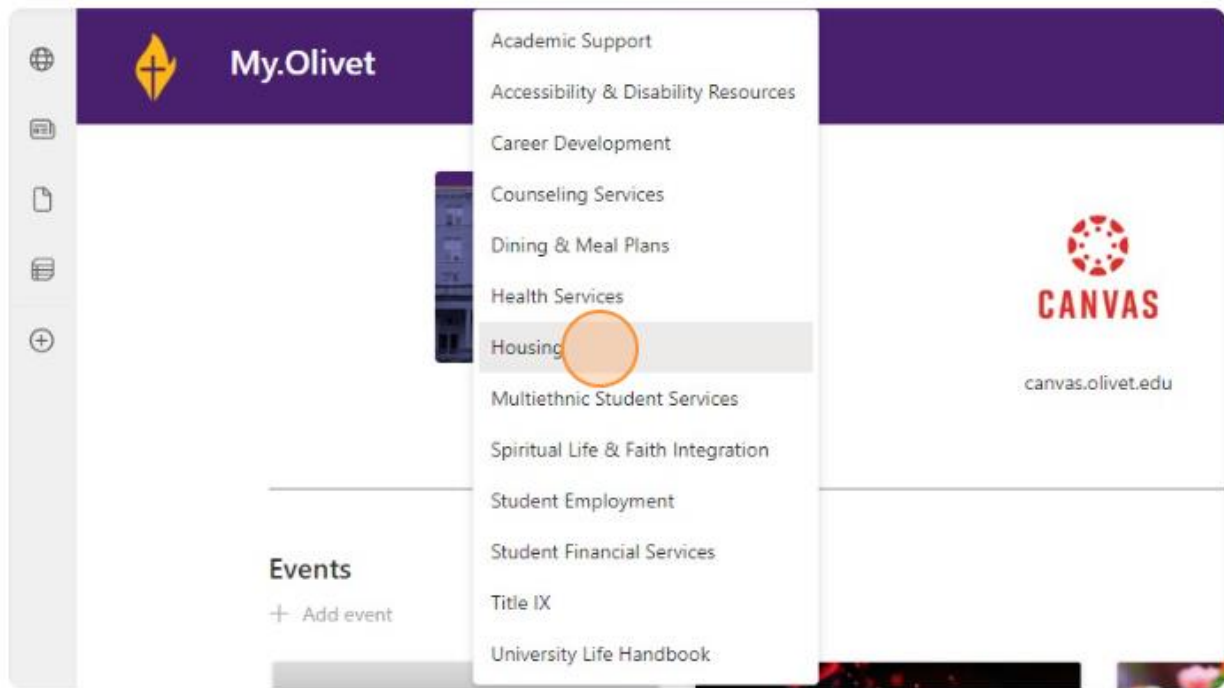 My.Olivet
Academic Support
Accessibility & Disability Resources
Career Development
Counseling Services
Dining & Meal Plans
Health Services
Housing
Multiethnic Student Services
Spiritual Life & Faith Integration
Student Employment
Student Financial Services
Title IX
University Life Handbook
CANVAS
canvas.olivet.edu
Events
+ Add event